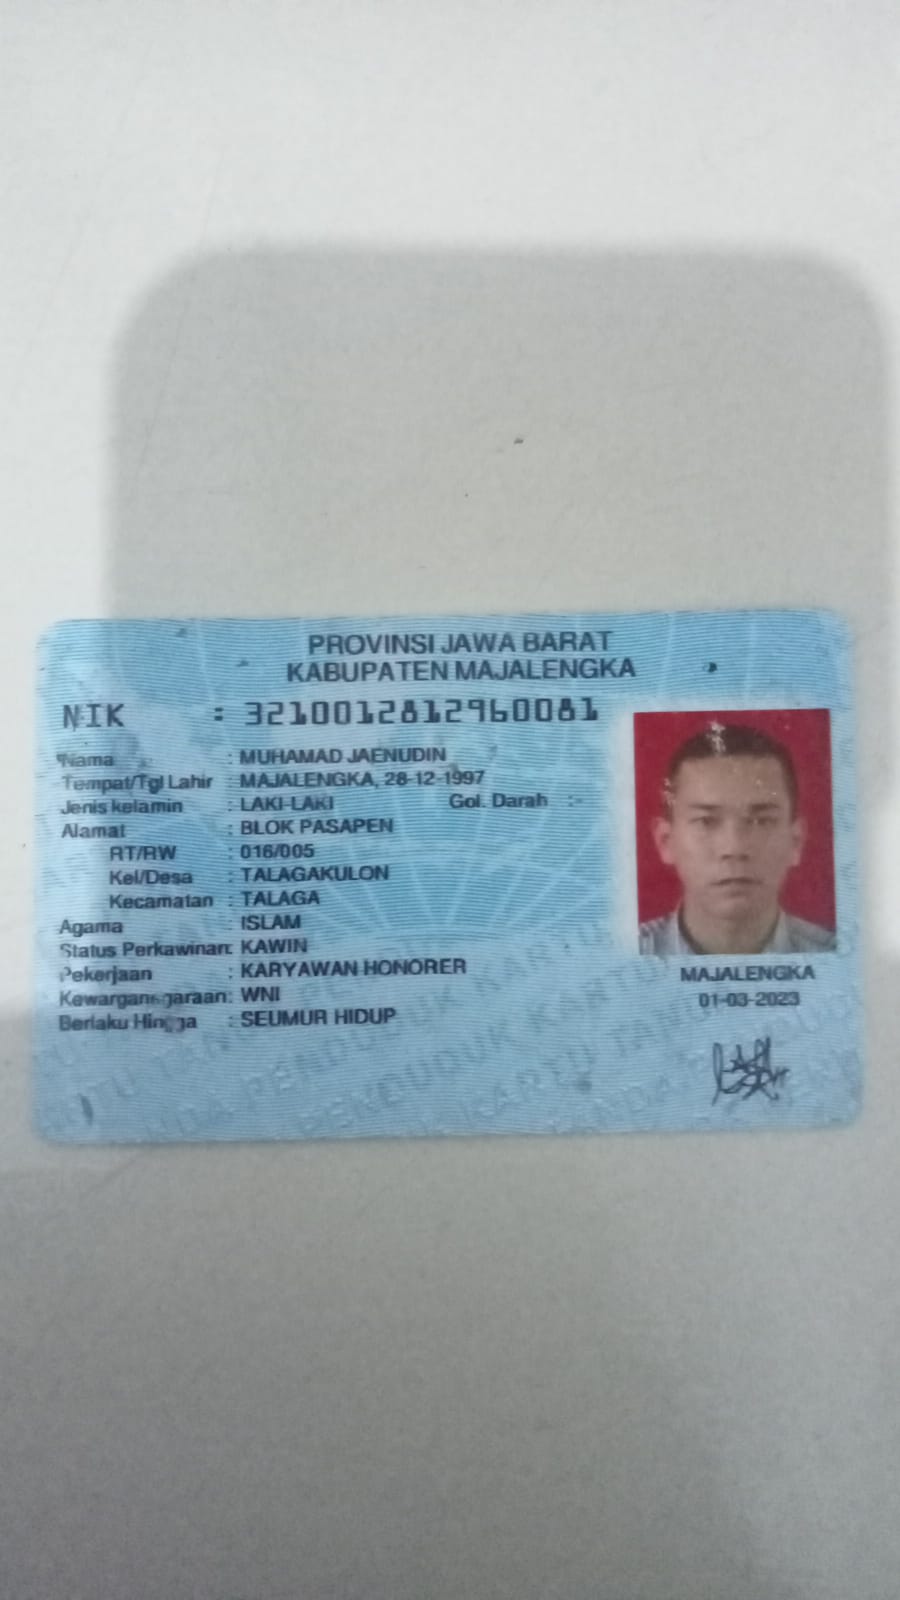 PROVINSI JAWA BARAT
KABUPATEN MAJALENGKA
NIK : 3210012812960081
Nama : MUHAMAD JAENUDIN
Tempat/Tgl Lahir : MAJALENGKA, 28-12-1997
Jenis kelamin : LAKI-LAKI Gol. Darah : -
Alamat : BLOK PASAPEN
RT/RW : 016/005
Kel/Desa : TALAGAKULON
Kecamatan : TALAGA
Agama : ISLAM
Status Perkawinan: KAWIN
Pekerjaan : KARYAWAN HONORER
Kewarganegaraan: WNI
Berlaku Hingga : SEUMUR HIDUP
MAJALENGKA
01-03-2023